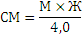 СМ = М × Ж
4,0